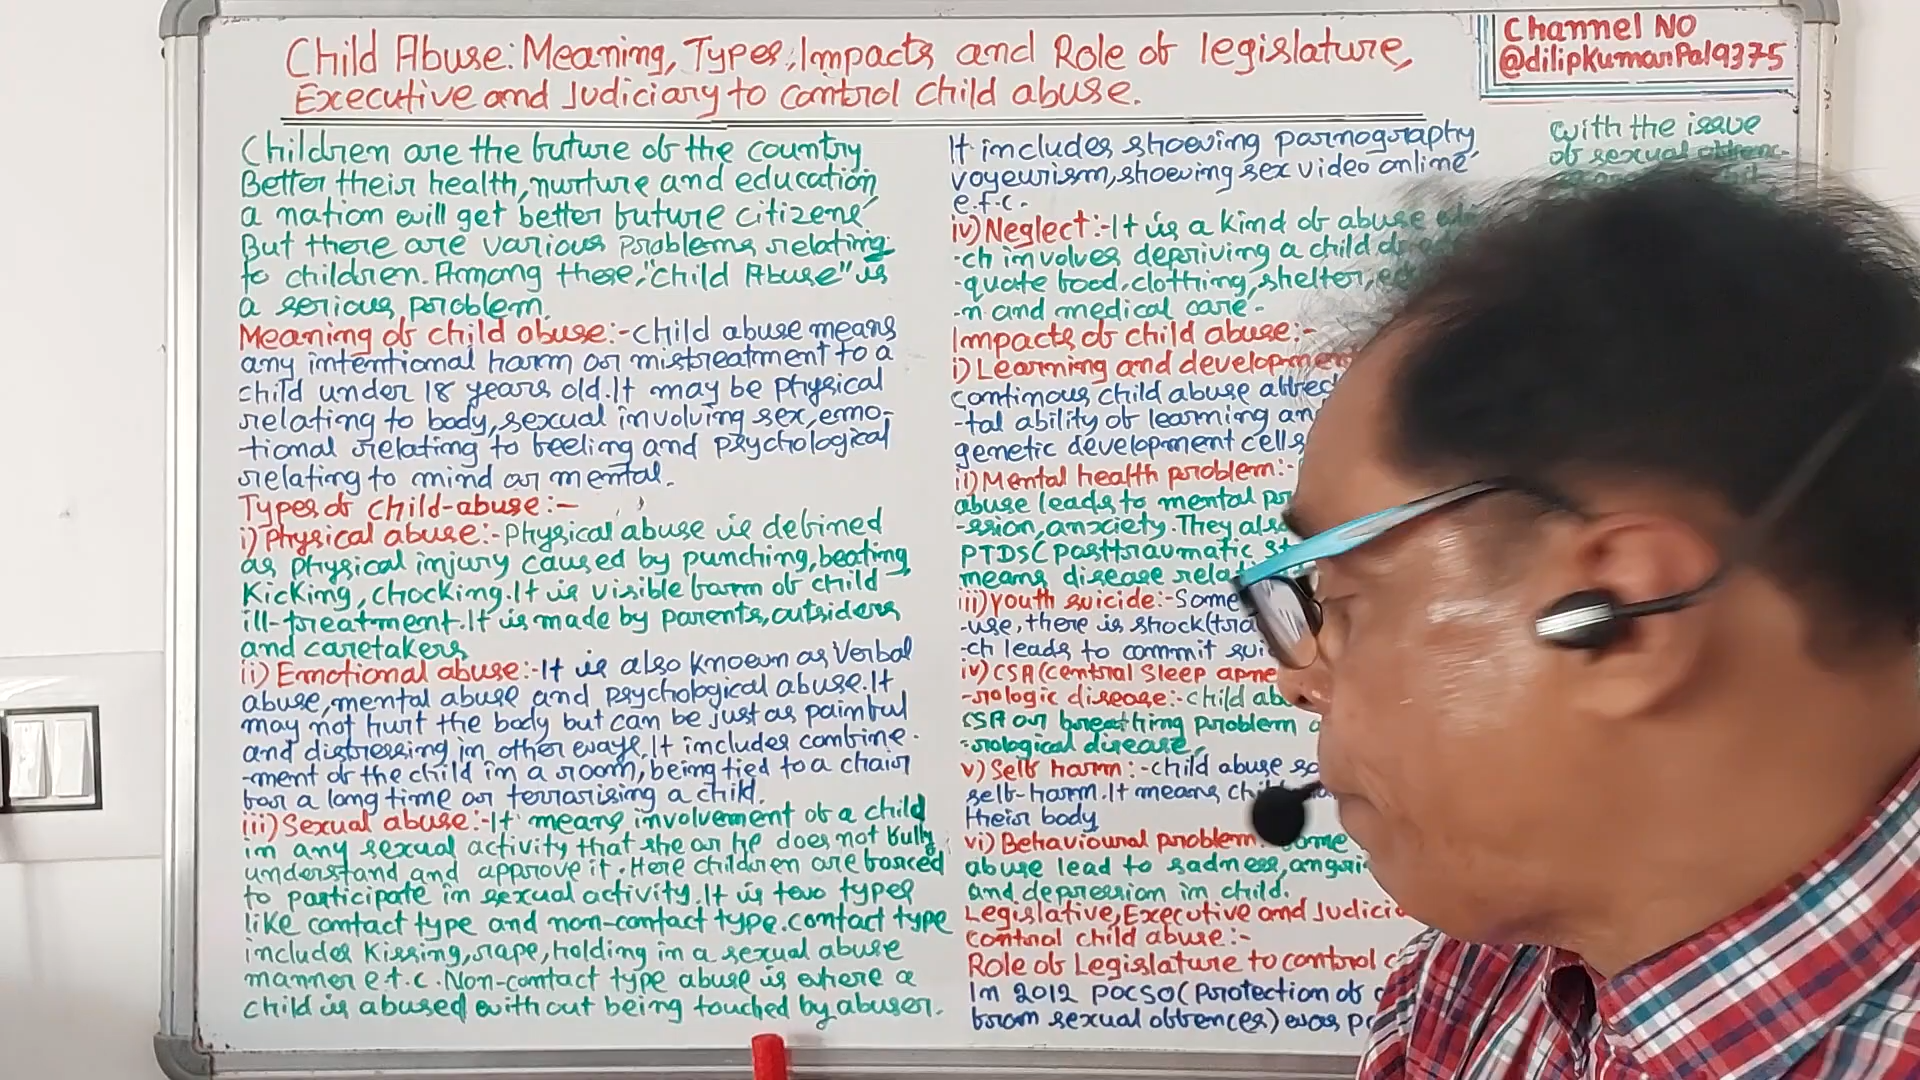 Child Abuse: Meaning, Types, Impacts and Role of legislature,
Executive and Judiciary to control child abuse.
Channel NO
@dilipkumarpal9375
Children are the future of the country
Better their health, nurture and education,
a nation will get better future citizens
But there are various problems relating
to children. Among these, "child Abuse" is
a serious problem.
Meaning of child abuse:- child abuse means
any intentional harm or mistreatment to a
child under 18 years old. It may be physical
relating to body, sexual involving sex, emo-
-tional relating to feeling and psychological
relating to mind or mental.
Types of child-abuse:-
i) Physical abuse:- Physical abuse is defined
as physical injury caused by punching, beating,
Kicking, chocking. It is visible farm of child
ill-treatment. It is made by parents, outsiders
and caretakers
ii) Emotional abuse:- It is also known as verbal
abuse, mental abuse and psychological abuse. It
may not hurt the body but can be just as painful
and distressing in other ways. It includes confine-
-ment of the child in a room, being tied to a chair
for a long time or terrorising a child.
iii) Sexual abuse:- It means involvement of a child
in any sexual activity that she or he does not fully
understand and approve it. Here children are forced
to participate in sexual activity. It is two types
like contact type and non-contact type. contact type
includes Kissing, rape, holding in a sexual abuse
manner e.t.c. Non-contact type abuse is where a
child is abused without being touched by abuser.
It includes showing pornography,
voyeurism, showing sex video online
e.t.c.
iv) Neglect:- It is a kind of abuse
-ch involves depriving a child
-quate food, clothing, shelter,
-n and medical care-
Impacts of child abuse:-
i) Learning and development
continous child abuse affec
-tal ability of learning an
genetic development cells
ii) Mental health problem:-
abuse leads to mental
-ssion, anxiety. They also
PTDS (Posttraumatic
means disease rela
iii) Youth suicide:- Some
-use, there is shock (tra
-ch leads to commit sui
iv) CSA (central Sleep apne
-rologic disease:- child ab
CSA or breathing problem
-rological disease.
v) Self harm:- child abuse
self-harm. It means
their body
vi) Behavioural problem
abuse lead to sadness,
and depression in child.
Legislative, Executive and Judici
control child abuse:-
Role of Legislature to control
In 2012 POCSO (Protection of
from sexual offences) was
with the issue
of sexual offenc-